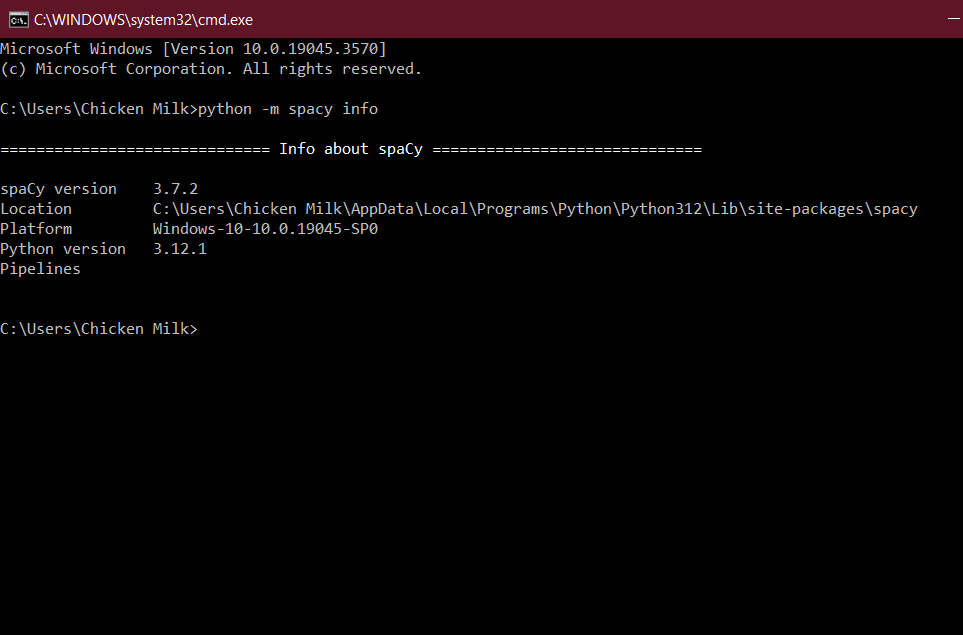 C:\WINDOWS\system32\cmd.exe
Microsoft Windows [Version 10.0.19045.3570]
(c) Microsoft Corporation. All rights reserved.
C:\Users\Chicken Milk>python -m spacy info
============================== Info about spaCy ==============================
spaCy version    3.7.2
Location         C:\Users\Chicken Milk\AppData\Local\Programs\Python\Python312\Lib\site-packages\spacy
Platform         Windows-10-10.0.19045-SP0
Python version   3.12.1
Pipelines
C:\Users\Chicken Milk>